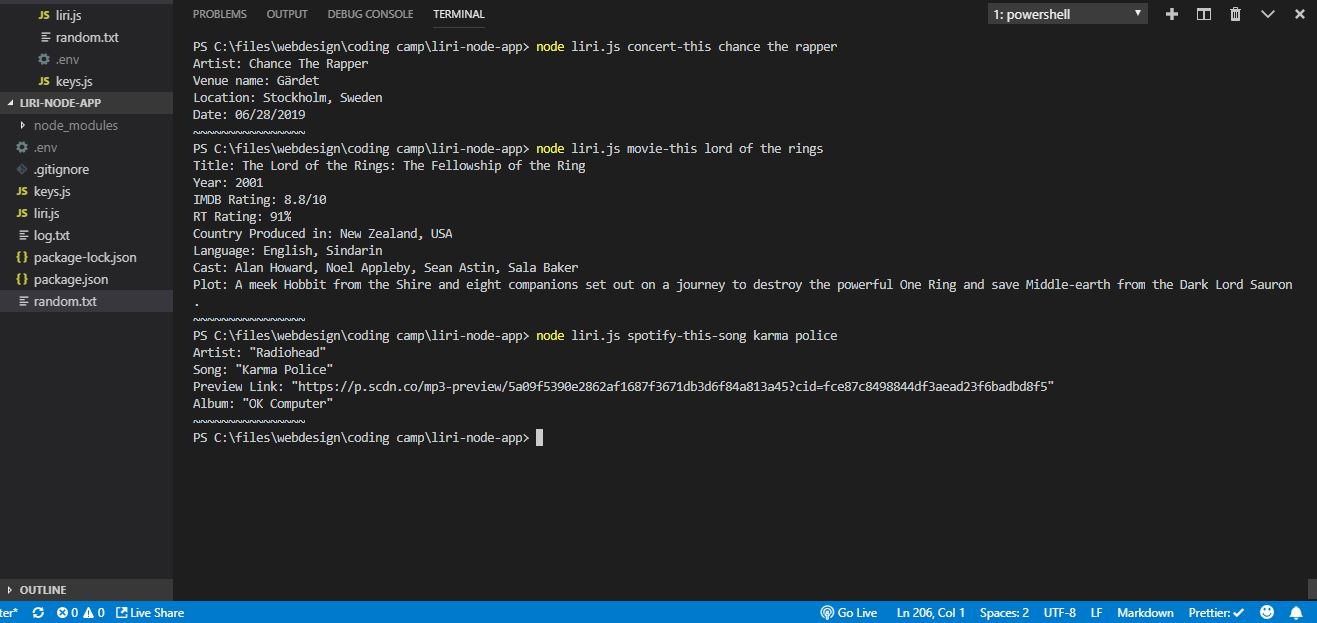 JS liri.js
random.txt
.env
JS keys.js
LIRI-NODE-APP
node_modules
.env
.gitignore
JS keys.js
JS liri.js
log.txt
{} package-lock.json
{} package.json
random.txt
OUTLINE
PROBLEMS OUTPUT DEBUG CONSOLE TERMINAL 1: powershell
PS C:\files\webdesign\coding camp\liri-node-app> node liri.js concert-this chance the rapper
Artist: Chance The Rapper
Venue name: Gärdet
Location: Stockholm, Sweden
Date: 06/28/2019
~~~~~~~~~~~~~~~~
PS C:\files\webdesign\coding camp\liri-node-app> node liri.js movie-this lord of the rings
Title: The Lord of the Rings: The Fellowship of the Ring
Year: 2001
IMDB Rating: 8.8/10
RT Rating: 91%
Country Produced in: New Zealand, USA
Language: English, Sindarin
Cast: Alan Howard, Noel Appleby, Sean Astin, Sala Baker
Plot: A meek Hobbit from the Shire and eight companions set out on a journey to destroy the powerful One Ring and save Middle-earth from the Dark Lord Sauron
.
~~~~~~~~~~~~~~~~
PS C:\files\webdesign\coding camp\liri-node-app> node liri.js spotify-this-song karma police
Artist: "Radiohead"
Song: "Karma Police"
Preview Link: "https://p.scdn.co/mp3-preview/5a09f5390e2862af1687f3671db3d6f84a813a45?cid=fce87c8498844df3aead23f6badbd8f5"
Album: "OK Computer"
~~~~~~~~~~~~~~~~
PS C:\files\webdesign\coding camp\liri-node-app>
ter* 0 0 Live Share Go Live Ln 206, Col 1 Spaces: 2 UTF-8 LF Markdown Prettier: ✓